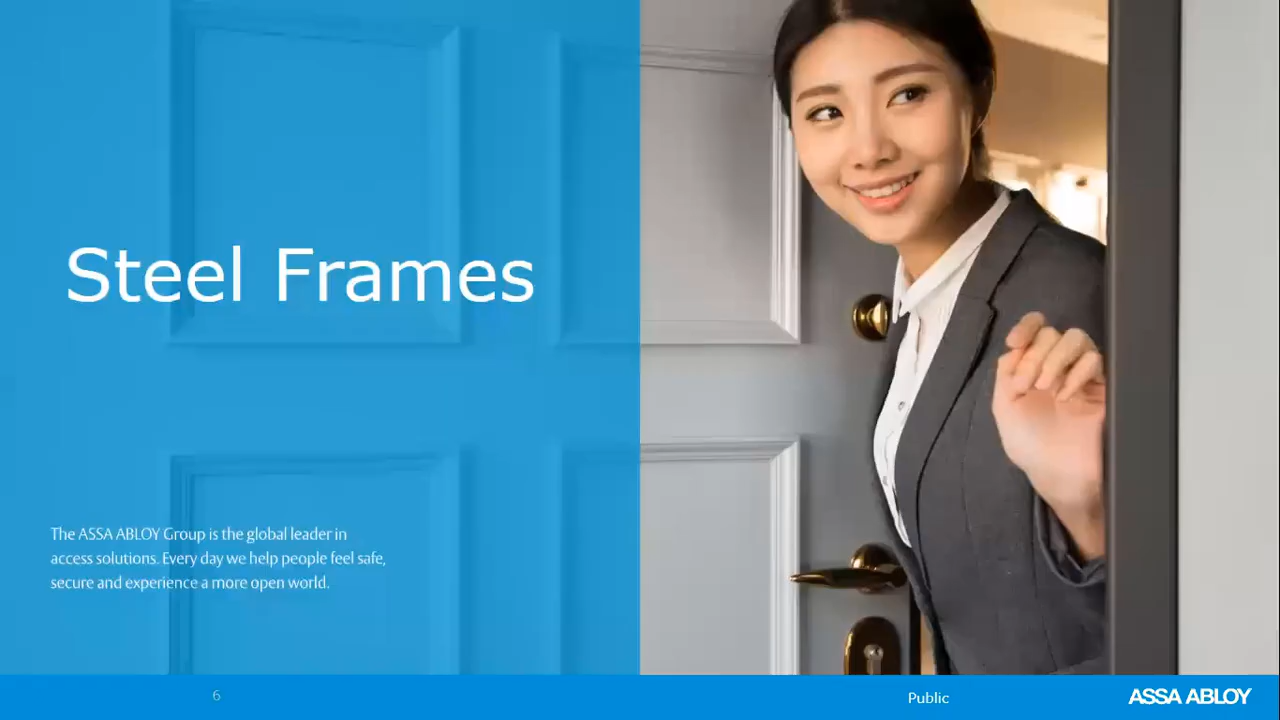 Steel Frames
The ASSA ABLOY Group is the global leader in
access solutions. Every day we help people feel safe,
secure and experience a more open world.
6
Public
ASSA ABLOY